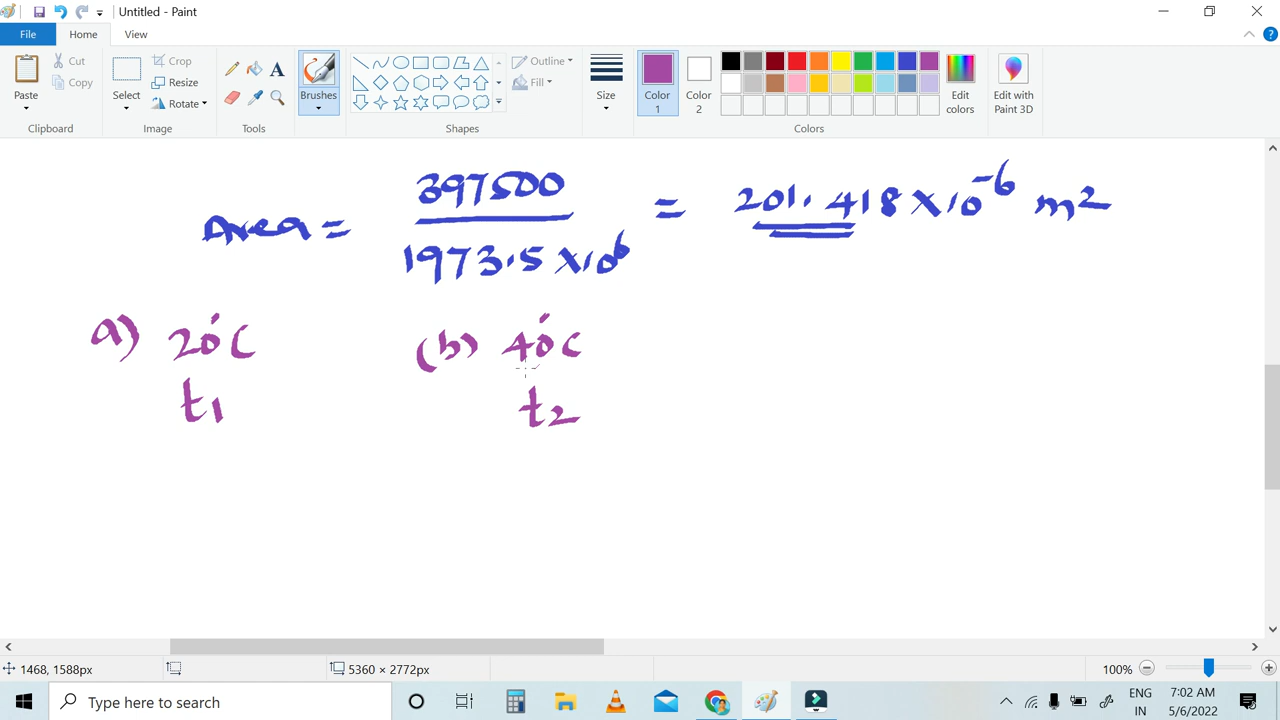 Untitled - Paint
File Home View
Paste Cut Copy Clipboard
Select Crop Resize Rotate Image
Tools
Brushes
Outline Fill Shapes
Size
Color 1 Color 2 Edit colors Colors
Edit with Paint 3D
Area = 397500 / 1973.5 × 10^6 = 201.418 × 10^-6 m2
a) 20°C (b) 40°C
t1 t2
1468, 1588px 5360 × 2772px 100%
Type here to search ENG IN 7:02 AM 5/6/2022